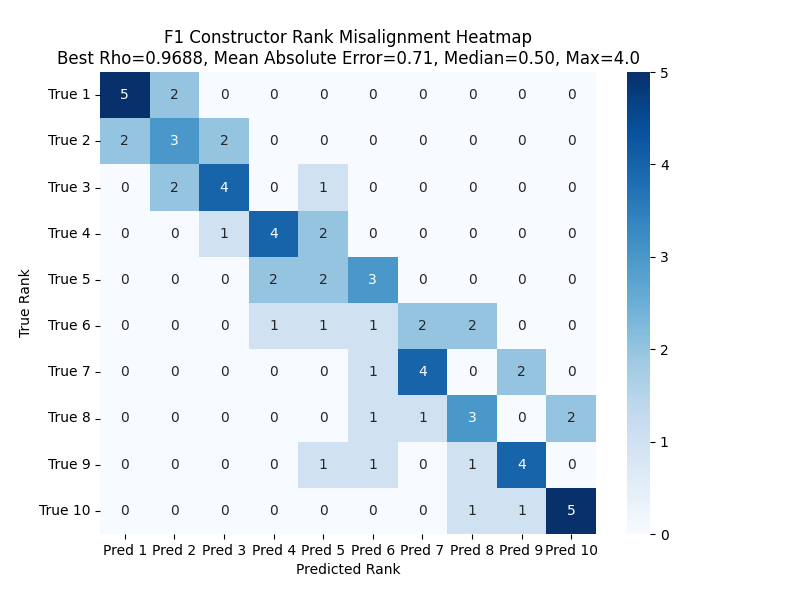 F1 Constructor Rank Misalignment Heatmap
Best Rho=0.9688, Mean Absolute Error=0.71, Median=0.50, Max=4.0
True 1 5 2 0 0 0 0 0 0 0 0
True 2 2 3 2 0 0 0 0 0 0 0
True 3 0 2 4 0 1 0 0 0 0 0
True 4 0 0 1 4 2 0 0 0 0 0
True 5 0 0 0 2 2 3 0 0 0 0
True 6 0 0 0 1 1 1 2 2 0 0
True 7 0 0 0 0 0 1 4 0 2 0
True 8 0 0 0 0 0 1 1 3 0 2
True 9 0 0 0 0 1 1 0 1 4 0
True 10 0 0 0 0 0 0 0 1 1 5
Pred 1 Pred 2 Pred 3 Pred 4 Pred 5 Pred 6 Pred 7 Pred 8 Pred 9 Pred 10
Predicted Rank
True Rank
5
4
3
2
1
0